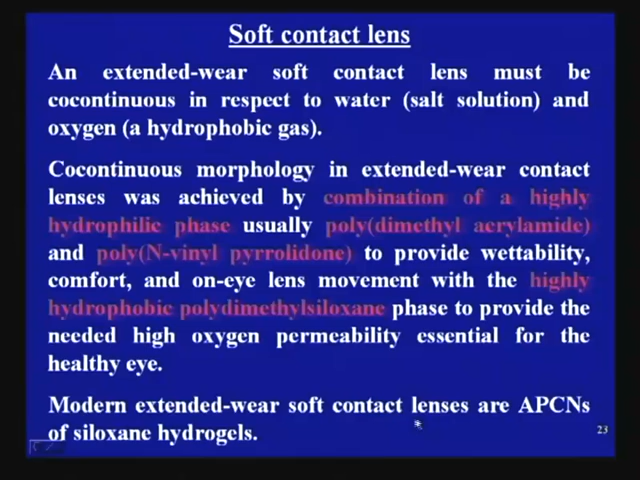 Soft contact lens
An extended-wear soft contact lens must be
cocontinuous in respect to water (salt solution) and
oxygen (a hydrophobic gas).
Cocontinuous morphology in extended-wear contact
lenses was achieved by combination of a highly
hydrophilic phase usually poly(dimethyl acrylamide)
and poly(N-vinyl pyrrolidone) to provide wettability,
comfort, and on-eye lens movement with the highly
hydrophobic polydimethylsiloxane phase to provide the
needed high oxygen permeability essential for the
healthy eye.
Modern extended-wear soft contact lenses are APCNs
of siloxane hydrogels.
23